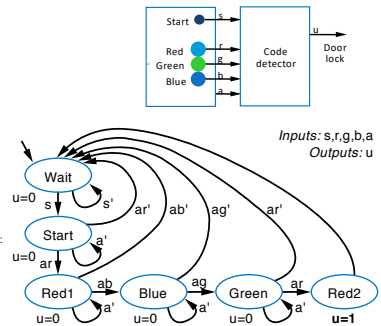 Start s
Red r
Green g
Blue b
a
Code
detector
u
Door
lock
Inputs: s,r,g,b,a
Outputs: u
Wait
u=0
s
s'
Start
u=0
ar
a'
ar'
ab'
ag'
ar'
:
Red1
ab
Blue
ag
Green
ar
Red2
u=0
a'
u=0
a'
u=0
a'
u=1